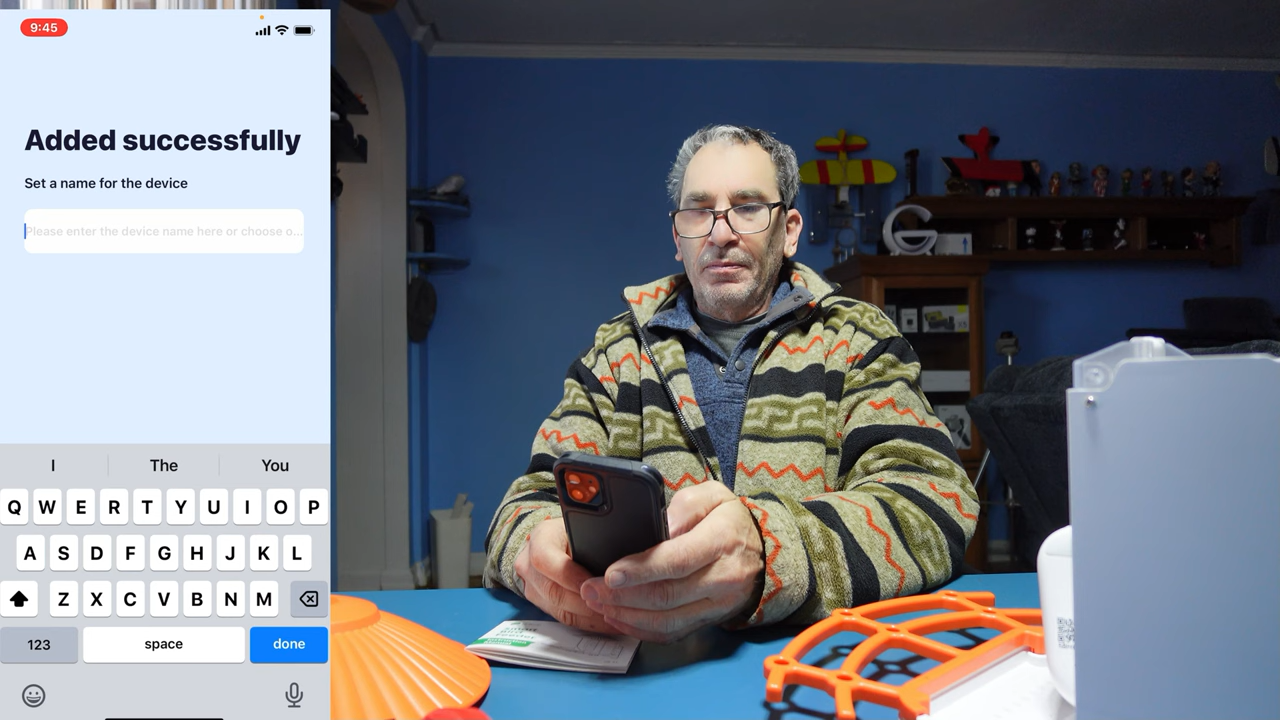 9:45
Added successfully
Set a name for the device
Please enter the device name here or choose o...
I The You
Q W E R T Y U I O P
A S D F G H J K L
Z X C V B N M
123 space done
G